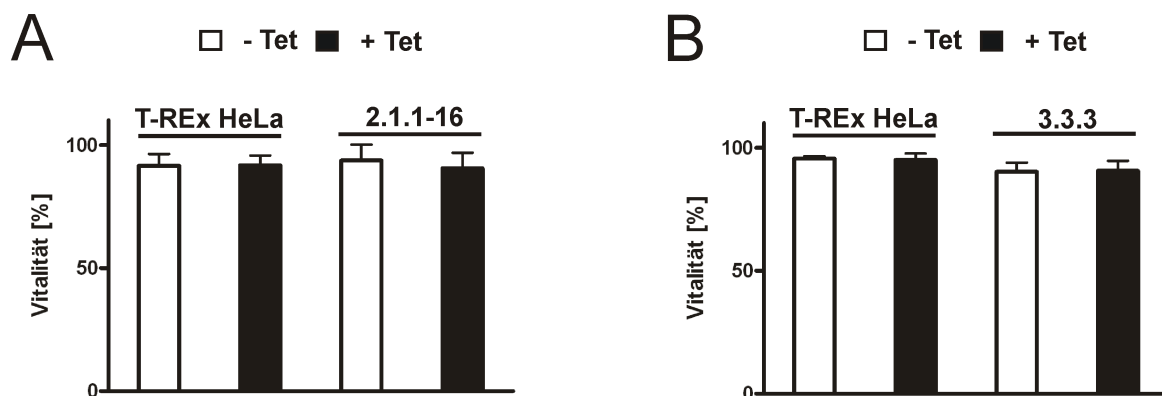 A
- Tet + Tet
T-REx HeLa 2.1.1-16
100
50
0
Vitalität [%]
B
- Tet + Tet
T-REx HeLa 3.3.3
100
50
0
Vitalität [%]